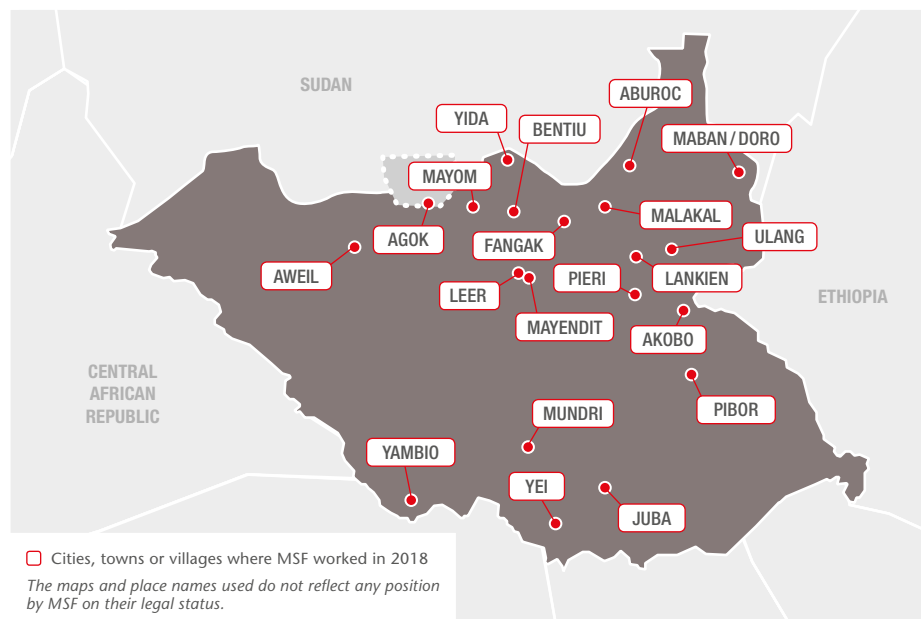 SUDAN
ABUROC
YIDA
BENTIU
MABAN / DORO
MAYOM
MALAKAL
ULANG
AGOK
FANGAK
AWEIL
PIERI
LANKIEN
LEER
ETHIOPIA
MAYENDIT
AKOBO
CENTRAL
AFRICAN
REPUBLIC
PIBOR
MUNDRI
YAMBIO
YEI
JUBA
Cities, towns or villages where MSF worked in 2018
The maps and place names used do not reflect any position
by MSF on their legal status.